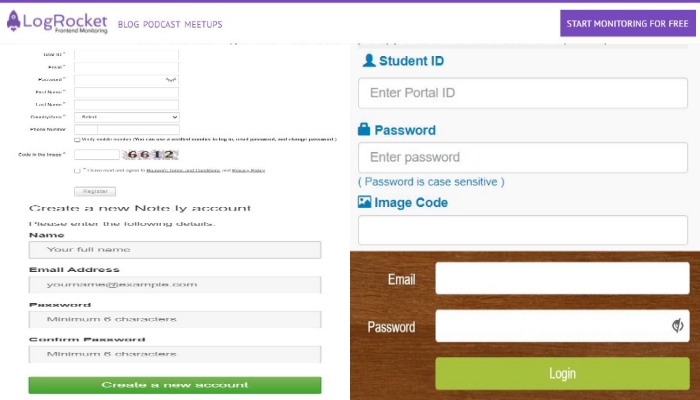 LogRocket
Frontend Monitoring
BLOG PODCAST MEETUPS
START MONITORING FOR FREE
User ID *
Email *
Password *
First Name *
Last Name *
Country/Area *
Select
Phone Number
Verify mobile number (You can use a verified number to log in, reset password, and change password.)
Code in the image *
6612
* I have read and agree to Terms and Conditions and Privacy Policy
Register
Create a new Note.ly account
Please enter the following details.
Name
Your full name
Email Address
yourname@example.com
Password
Minimum 6 characters
Confirm Password
Minimum 6 characters
Create a new account
Student ID
Enter Portal ID
Password
Enter password
( Password is case sensitive )
Image Code
Email
Password
Login